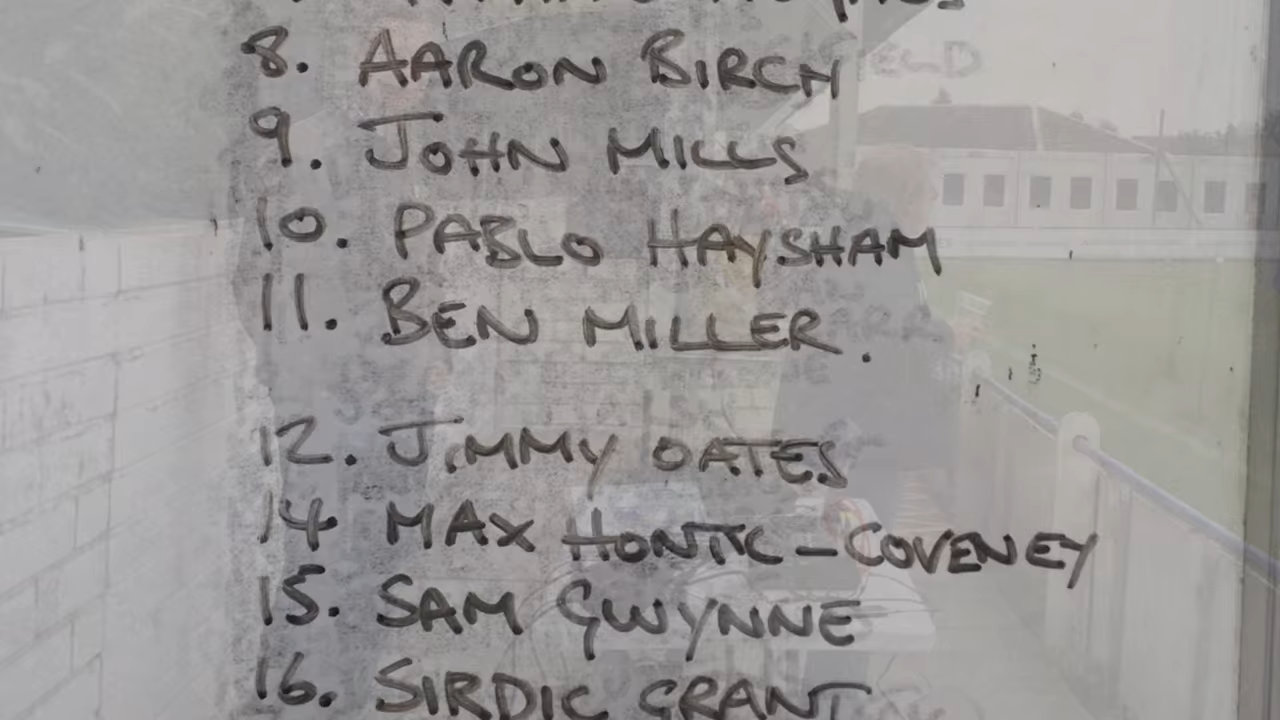 8. AARON BIRCH
9. JOHN MILLS
10. PABLO HAYSHAM
11. BEN MILLER.
12. JIMMY OATES
14 MAX HONTIC-COVENEY
15. SAM GWYNNE
16. SIRDIC GRANT